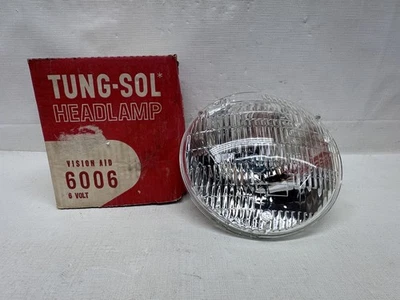 TUNG-SOL
HEADLAMP
VISION AID
6006
6 VOLT